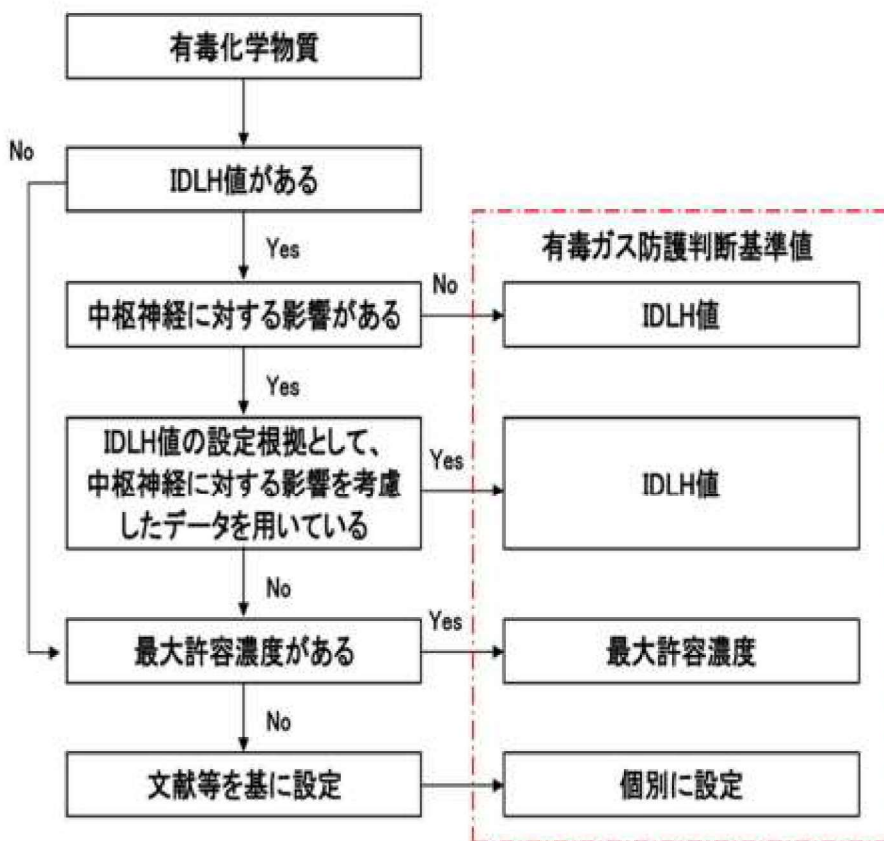 有毒化学物質
No
IDLH値がある
Yes
有毒ガス防護判断基準値
中枢神経に対する影響がある
No
IDLH値
Yes
IDLH値の設定根拠として、
中枢神経に対する影響を考慮
したデータを用いている
Yes
IDLH値
No
最大許容濃度がある
Yes
最大許容濃度
No
文献等を基に設定
個別に設定